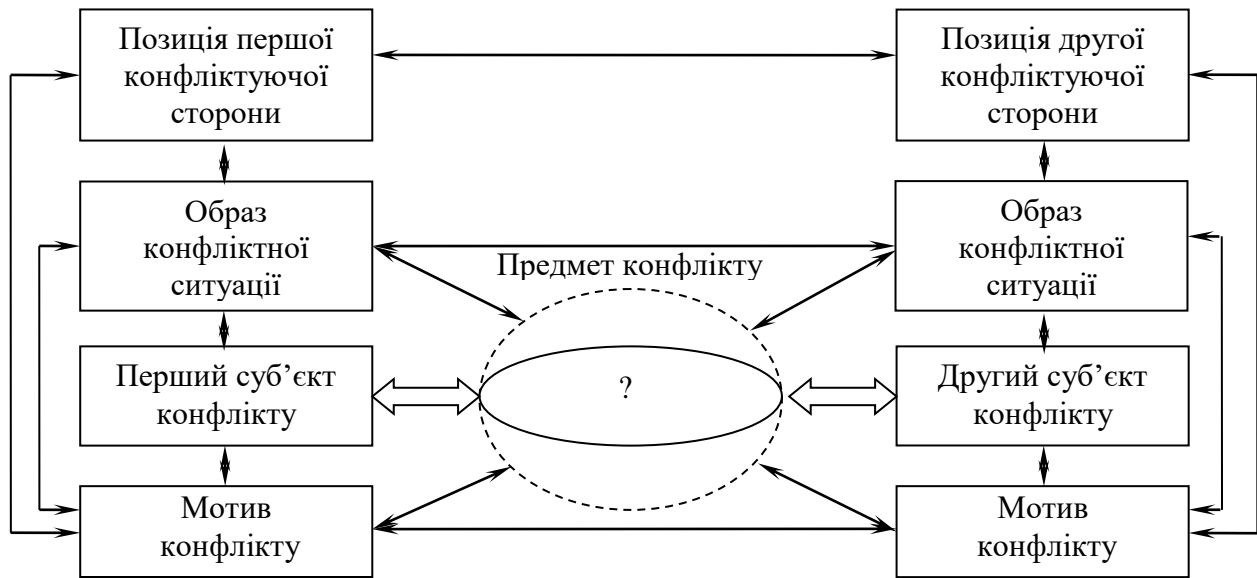 Позиція першої
конфліктуючої
сторони
Позиція другої
конфліктуючої
сторони
Образ
конфліктної
ситуації
Предмет конфлікту
Образ
конфліктної
ситуації
Перший суб’єкт
конфлікту
?
Другий суб’єкт
конфлікту
Мотив
конфлікту
Мотив
конфлікту